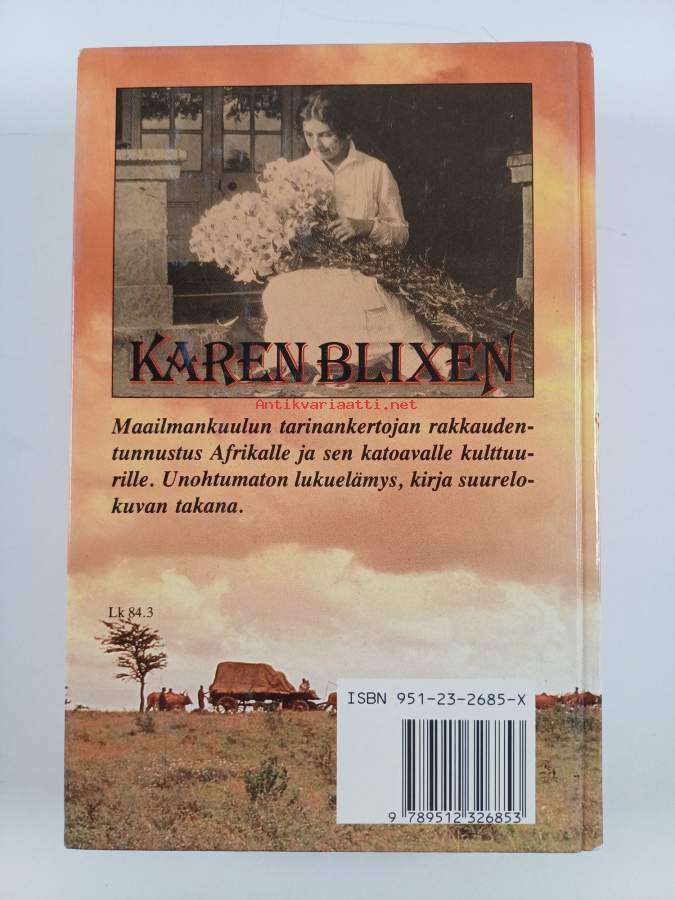 KAREN BLIXEN
Antikvariaatti.net
Maailmankuulun tarinankertojan rakkauden-
tunnustus Afrikalle ja sen katoavalle kulttuu-
rille. Unohtumaton lukuelämys, kirja suurelo-
kuvan takana.
Lk 84.3
ISBN 951-23-2685-X
9 789512 326853